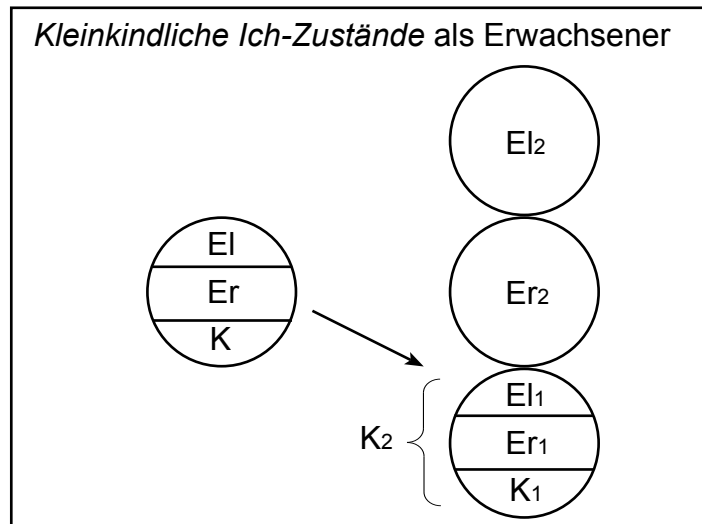 Kleinkindliche Ich-Zustände als Erwachsener
El
Er
K
El2
Er2
K2
El1
Er1
K1